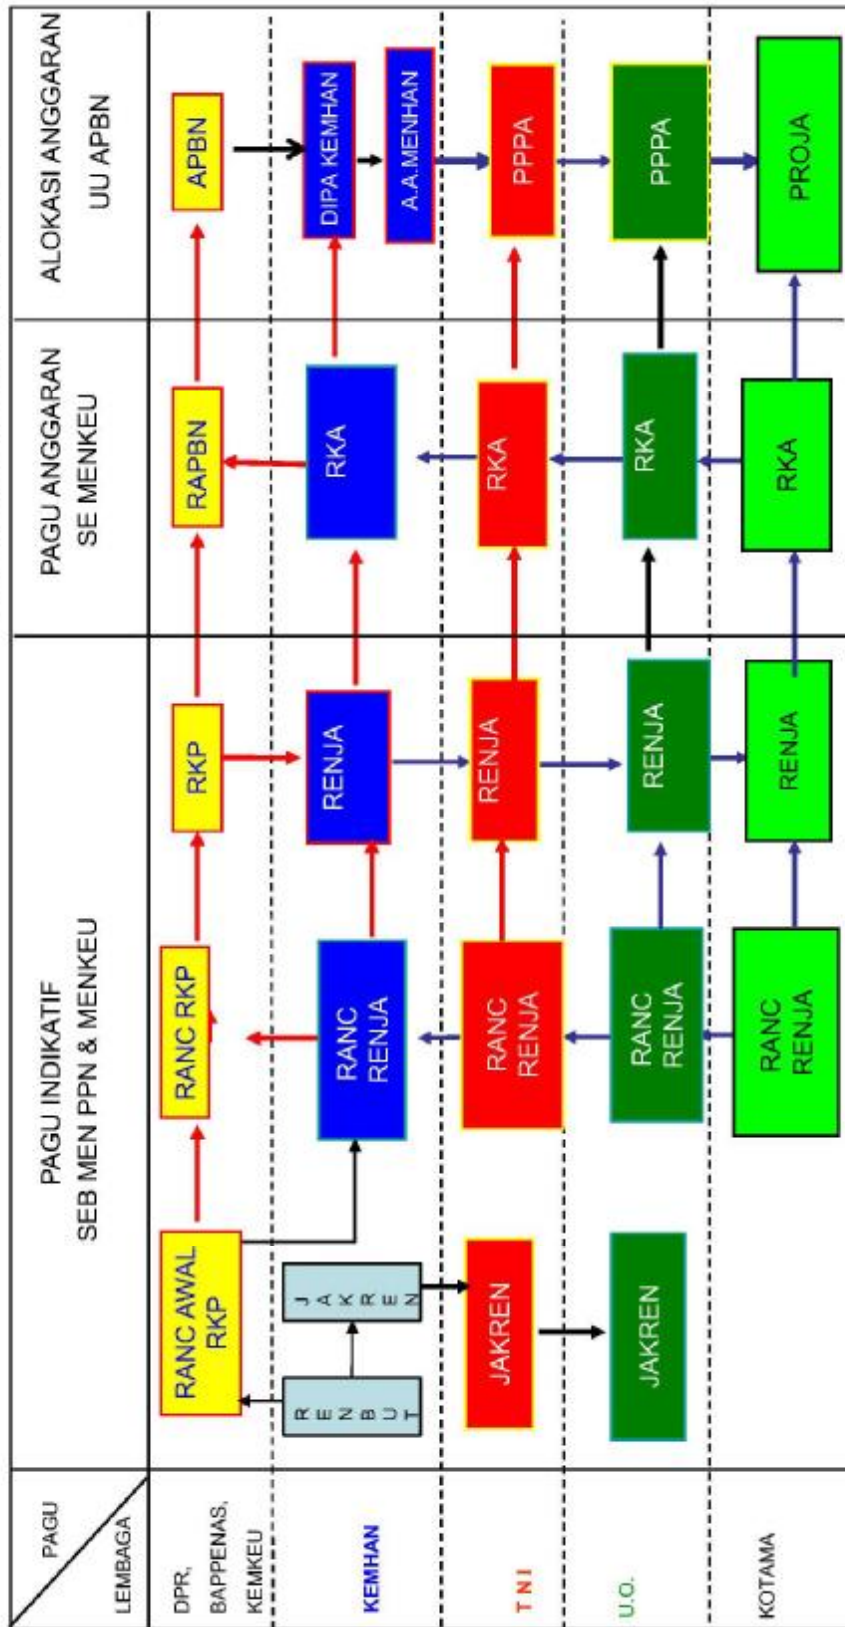 PAGU
LEMBAGA
PAGU INDIKATIF
SEB MEN PPN & MENKEU
PAGU ANGGARAN
SE MENKEU
ALOKASI ANGGARAN
UU APBN
DPR,
BAPPENAS,
KEMKEU
RANC AWAL
RKP
RANC RKP
RKP
RAPBN
APBN
KEMHAN
RENBUT
JAKREN
RANC
RENJA
RENJA
RKA
DIPA KEMHAN
A.A.MENHAN
T N I
JAKREN
RANC
RENJA
RENJA
RKA
PPPA
U.O.
JAKREN
RANC
RENJA
RENJA
RKA
PPPA
KOTAMA
RANC
RENJA
RENJA
RKA
PROJA